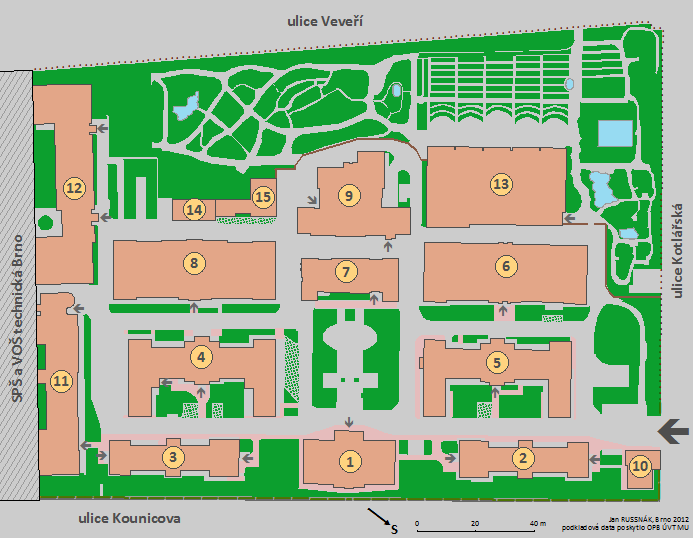 ulice Veveří
12
14
15
9
13
8
7
6
SPŠ a VOŠ technická Brno
ulice Kotlářská
11
4
5
3
1
2
10
ulice Kounicova
S
0 20 40 m
Jan RUSSNÁK, Brno 2012
podkladová data poskytlo OPB ÚVT MU